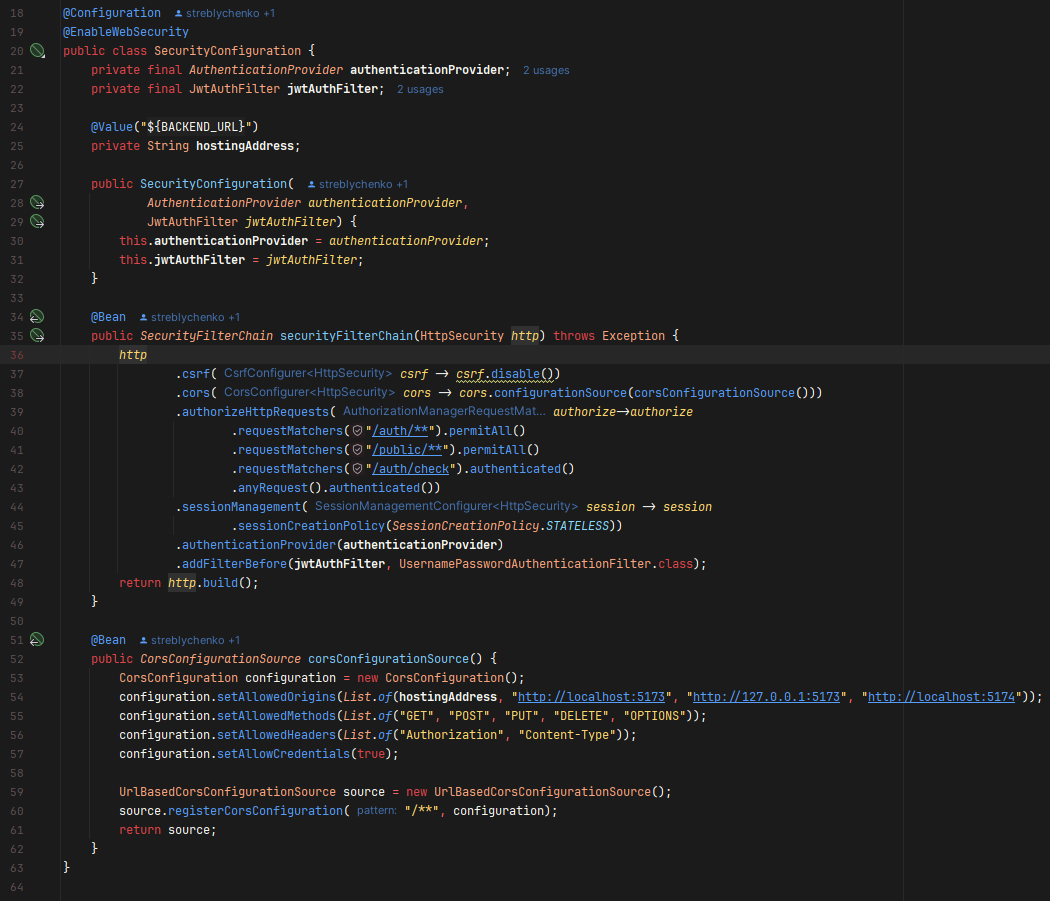 18 @Configuration streblychenko +1
19 @EnableWebSecurity
20 public class SecurityConfiguration {
21 private final AuthenticationProvider authenticationProvider; 2 usages
22 private final JwtAuthFilter jwtAuthFilter; 2 usages
23
24 @Value("${BACKEND_URL}")
25 private String hostingAddress;
26
27 public SecurityConfiguration( streblychenko +1
28 AuthenticationProvider authenticationProvider,
29 JwtAuthFilter jwtAuthFilter) {
30 this.authenticationProvider = authenticationProvider;
31 this.jwtAuthFilter = jwtAuthFilter;
32 }
33
34 @Bean streblychenko +1
35 public SecurityFilterChain securityFilterChain(HttpSecurity http) throws Exception {
36 http
37 .csrf( CsrfConfigurer<HttpSecurity> csrf -> csrf.disable())
38 .cors( CorsConfigurer<HttpSecurity> cors -> cors.configurationSource(corsConfigurationSource()))
39 .authorizeHttpRequests( AuthorizationManagerRequestMat... authorize->authorize
40 .requestMatchers("/auth/**").permitAll()
41 .requestMatchers("/public/**").permitAll()
42 .requestMatchers("/auth/check").authenticated()
43 .anyRequest().authenticated())
44 .sessionManagement( SessionManagementConfigurer<HttpSecurity> session -> session
45 .sessionCreationPolicy(SessionCreationPolicy.STATELESS))
46 .authenticationProvider(authenticationProvider)
47 .addFilterBefore(jwtAuthFilter, UsernamePasswordAuthenticationFilter.class);
48 return http.build();
49 }
50
51 @Bean streblychenko +1
52 public CorsConfigurationSource corsConfigurationSource() {
53 CorsConfiguration configuration = new CorsConfiguration();
54 configuration.setAllowedOrigins(List.of(hostingAddress, "http://localhost:5173", "http://127.0.0.1:5173", "http://localhost:5174"));
55 configuration.setAllowedMethods(List.of("GET", "POST", "PUT", "DELETE", "OPTIONS"));
56 configuration.setAllowedHeaders(List.of("Authorization", "Content-Type"));
57 configuration.setAllowCredentials(true);
58
59 UrlBasedCorsConfigurationSource source = new UrlBasedCorsConfigurationSource();
60 source.registerCorsConfiguration( pattern: "/**", configuration);
61 return source;
62 }
63 }
64